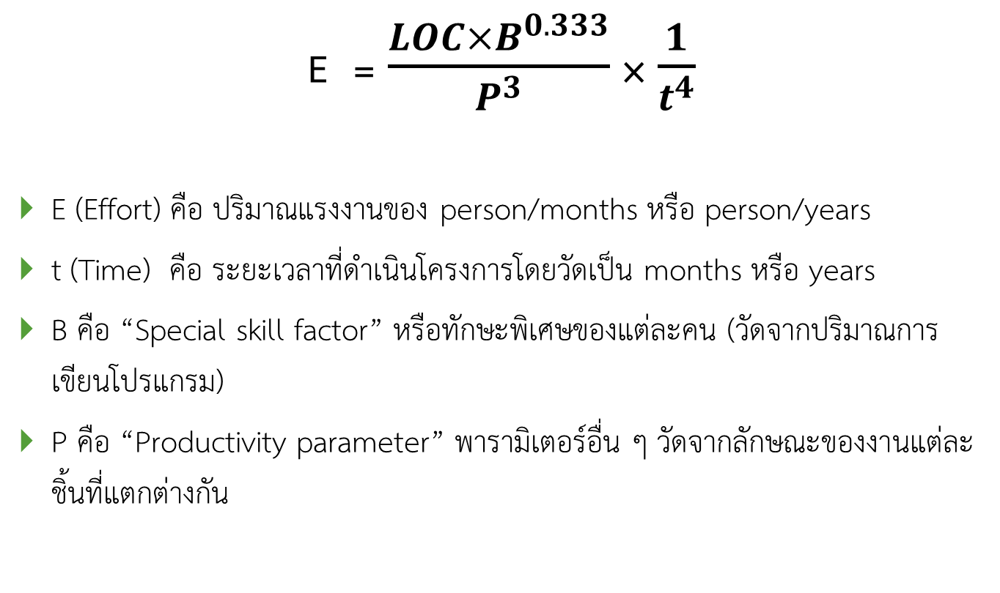 E = LOC×B^0.333 / P^3 × 1 / t^4
E (Effort) คือ ปริมาณแรงงานของ person/months หรือ person/years
t (Time) คือ ระยะเวลาที่ดำเนินโครงการโดยวัดเป็น months หรือ years
B คือ “Special skill factor” หรือทักษะพิเศษของแต่ละคน (วัดจากปริมาณการ
เขียนโปรแกรม)
P คือ “Productivity parameter” พารามิเตอร์อื่น ๆ วัดจากลักษณะของงานแต่ละ
ชิ้นที่แตกต่างกัน